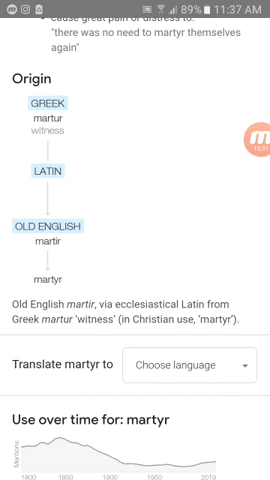 89% 11:37 AM
cause great pain or distress to.
"there was no need to martyr themselves
again"
Origin
GREEK
martur
witness
15:31
LATIN
OLD ENGLISH
martir
martyr
Old English martir, via ecclesiastical Latin from
Greek martur ‘witness’ (in Christian use, ‘martyr’).
Translate martyr to
Choose language
Use over time for: martyr
Mentions
1800 1850 1900 1950 2019